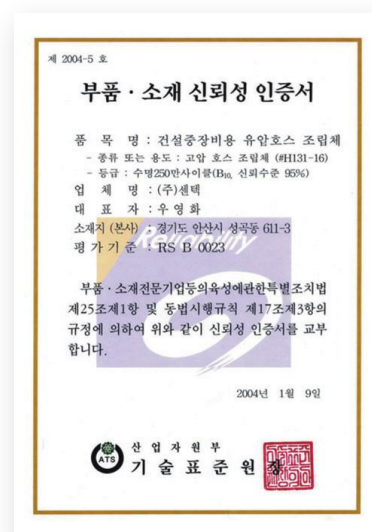 제 2004-5 호
부품·소재 신뢰성 인증서
품 목 명 : 건설중장비용 유압호스 조립체
- 종류 또는 용도 : 고압 호스 조립체 (#H131-16)
- 등급 : 수명250만사이클(B10, 신뢰수준 95%)
업 체 명 : (주)센텍
대 표 자 : 우영화
소재지 (본사) : 경기도 안산시 성곡동 611-3
Reliability
평 가 기 준 : RS B 0023
부품·소재전문기업등의육성에관한특별조치법
제25조제1항 및 동법시행규칙 제17조제3항의
규정에 의하여 위와 같이 신뢰성 인증서를 교부
합니다.
2004년 1월 9일
ATS
산 업 자 원 부
기 술 표 준 원 장